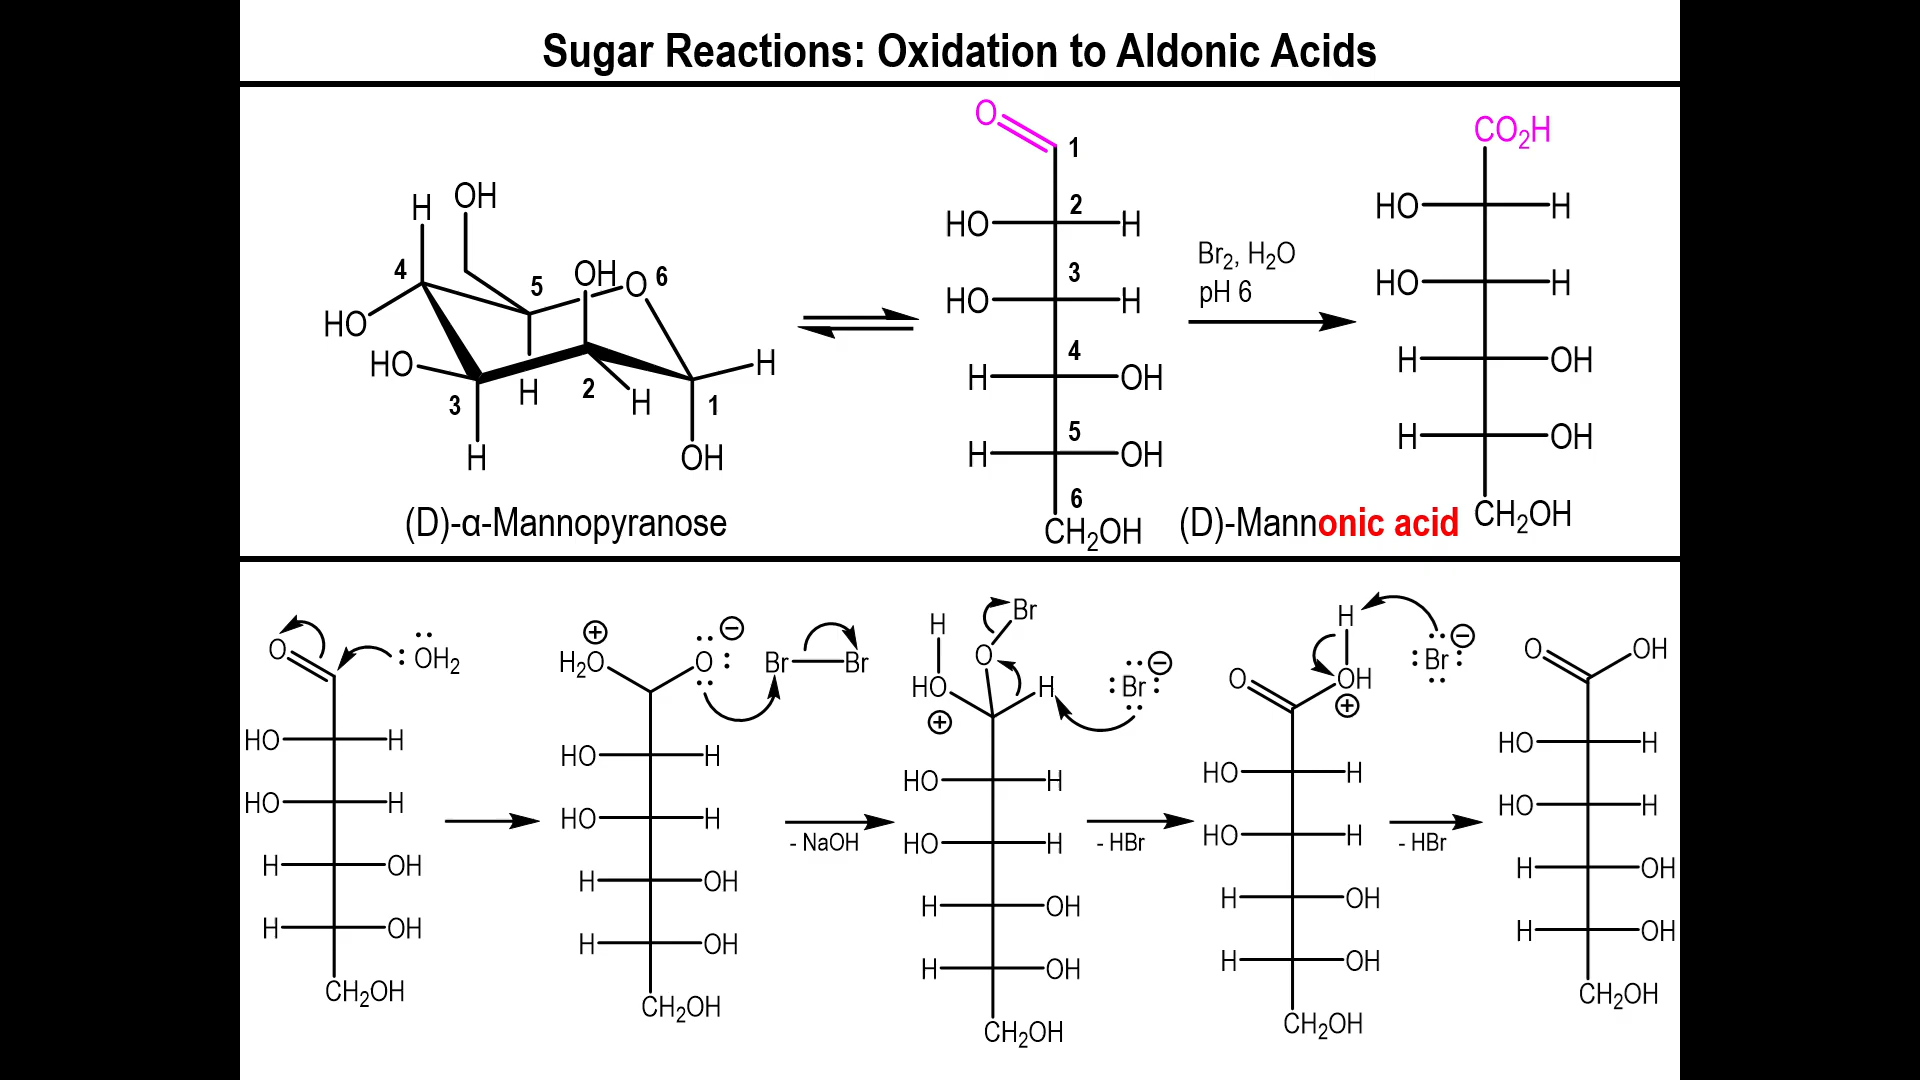 Sugar Reactions: Oxidation to Aldonic Acids
H
OH
4
5
OH
O
6
HO
HO
H
3
H
2
H
1
H
OH
(D)-α-Mannopyranose
O
1
2
HO
H
3
HO
H
4
H
OH
5
H
OH
6
CH₂OH
Br₂, H₂O
pH 6
CO₂H
HO
H
HO
H
H
OH
H
OH
CH₂OH
(D)-Mannonic acid
O
:OH₂
HO
H
HO
H
H
OH
H
OH
CH₂OH
H₂O
+
O
−
Br
Br
HO
H
HO
H
H
OH
H
OH
CH₂OH
- NaOH
H
Br
O
HO
+
H
Br
−
HO
H
HO
H
H
OH
H
OH
CH₂OH
- HBr
H
O
OH
+
Br
−
HO
H
HO
H
H
OH
H
OH
CH₂OH
- HBr
O
OH
HO
H
HO
H
H
OH
H
OH
CH₂OH